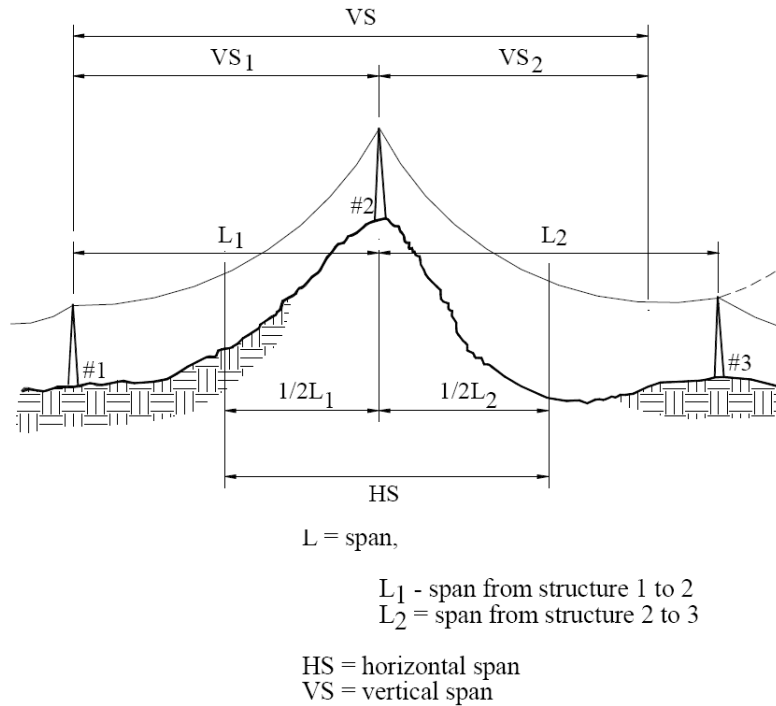 VS
VS1
VS2
#2
L1
L2
#1
#3
1/2L1
1/2L2
HS
L = span,
L1 - span from structure 1 to 2
L2 = span from structure 2 to 3
HS = horizontal span
VS = vertical span